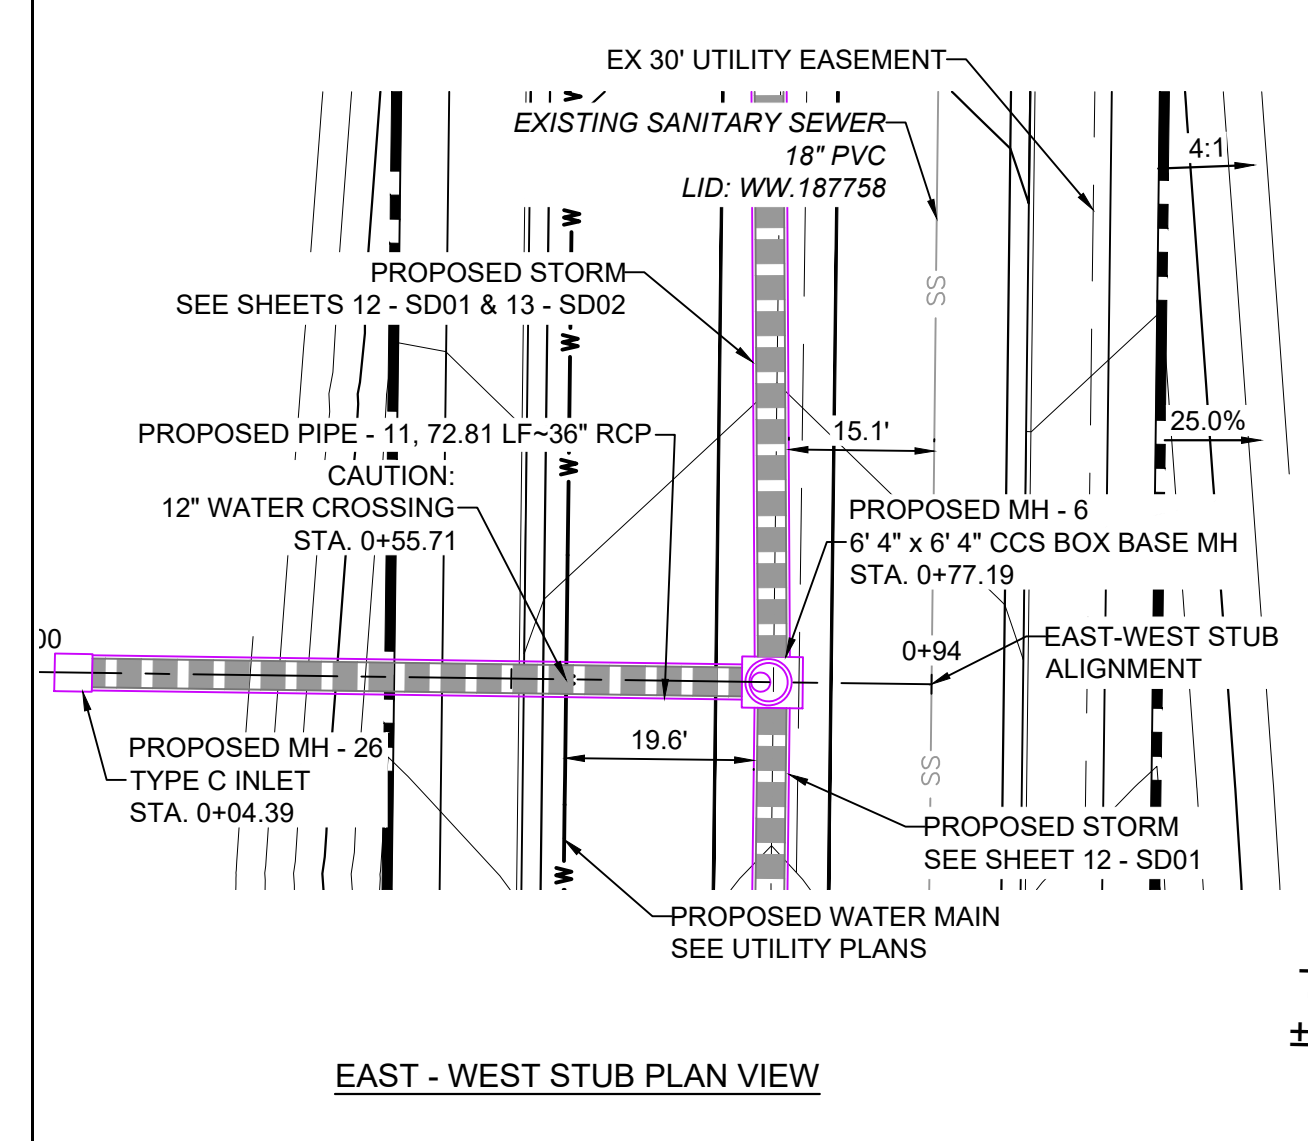 EX 30' UTILITY EASEMENT
EXISTING SANITARY SEWER
18" PVC
LID: WW.187758
4:1
W
W
SS
PROPOSED STORM
SEE SHEETS 12 - SD01 & 13 - SD02
W
25.0%
15.1'
PROPOSED PIPE - 11, 72.81 LF~36" RCP
W
CAUTION:
12" WATER CROSSING
STA. 0+55.71
PROPOSED MH - 6
6' 4" x 6' 4" CCS BOX BASE MH
STA. 0+77.19
00
0+94
EAST-WEST STUB
ALIGNMENT
PROPOSED MH - 26
TYPE C INLET
STA. 0+04.39
19.6'
SS
PROPOSED STORM
SEE SHEET 12 - SD01
W
PROPOSED WATER MAIN
SEE UTILITY PLANS
±
EAST - WEST STUB PLAN VIEW